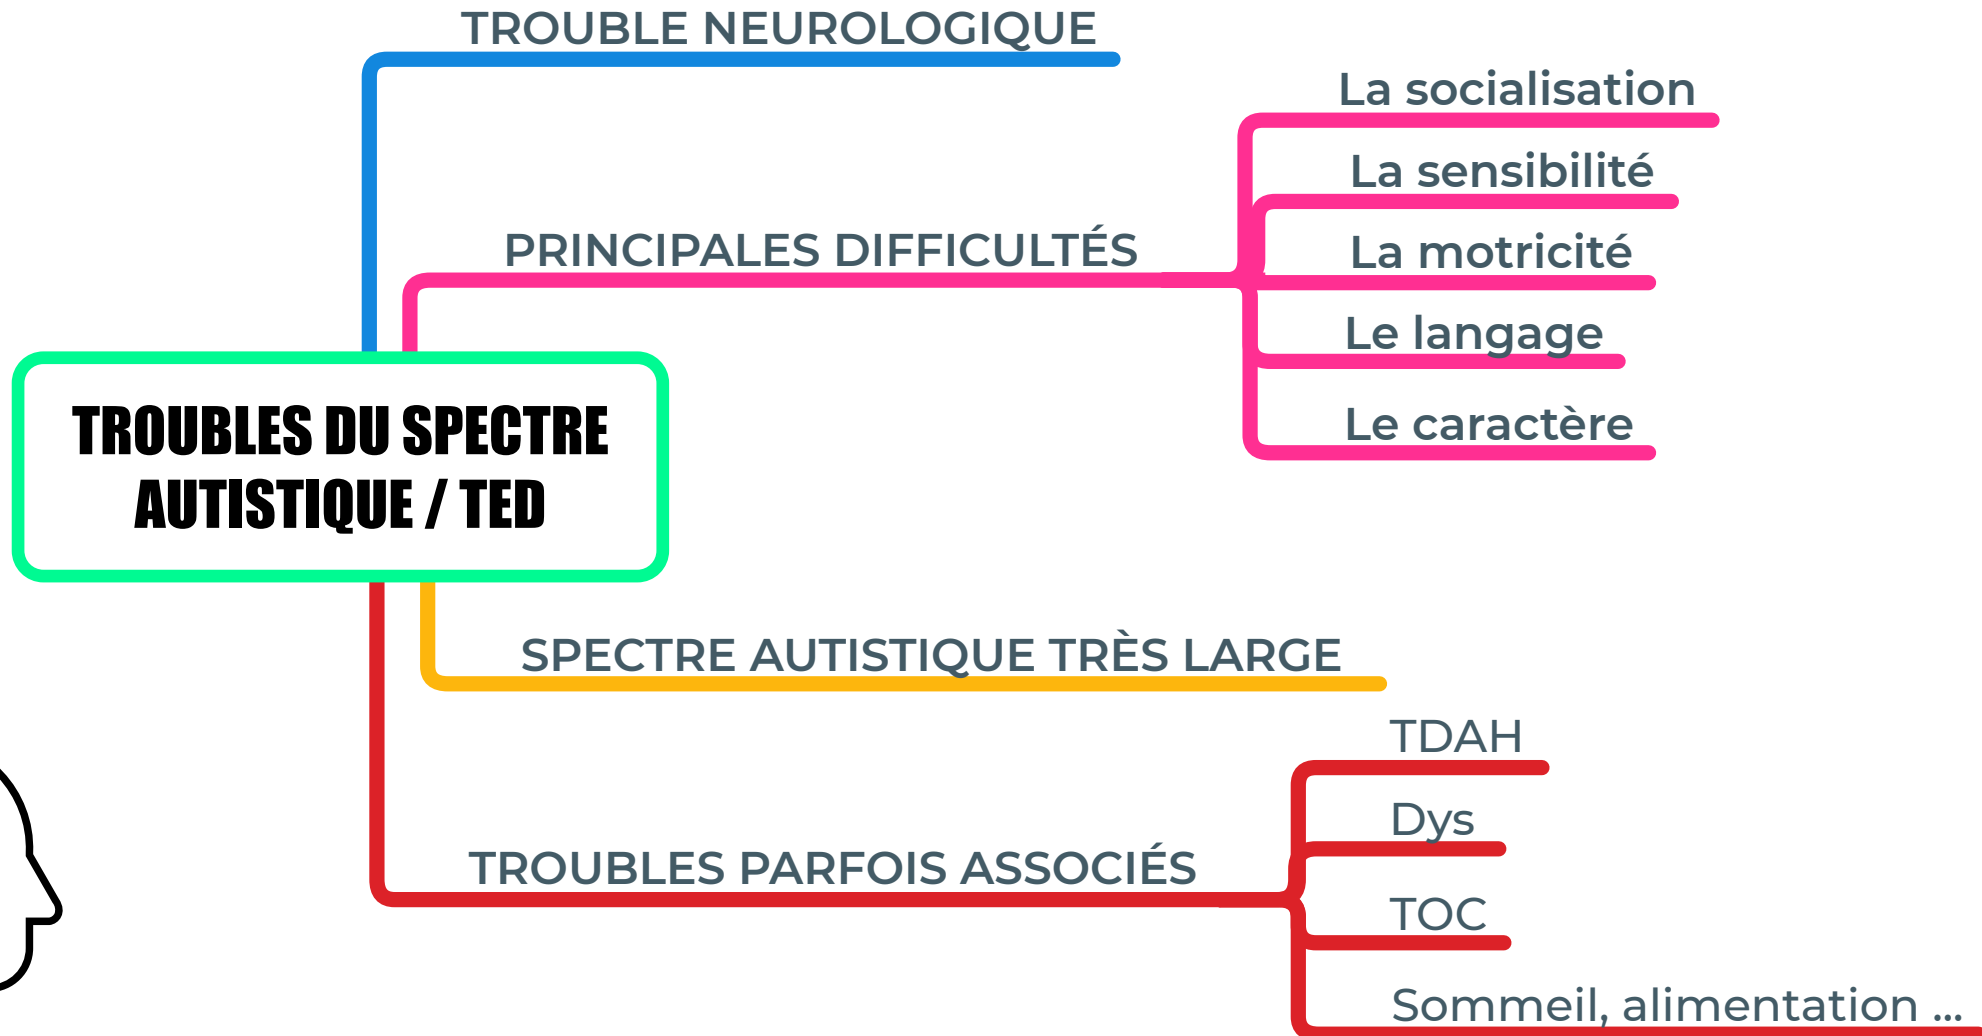 TROUBLE NEUROLOGIQUE
La socialisation
La sensibilité
PRINCIPALES DIFFICULTÉS
La motricité
Le langage
Le caractère
TROUBLES DU SPECTRE
AUTISTIQUE / TED
SPECTRE AUTISTIQUE TRÈS LARGE
TDAH
Dys
TROUBLES PARFOIS ASSOCIÉS
TOC
Sommeil, alimentation ...